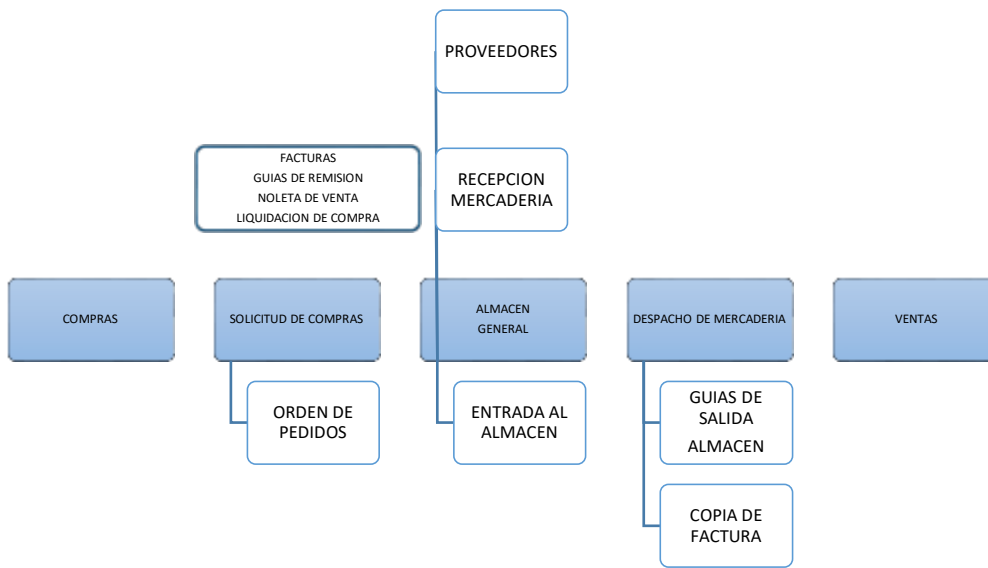 PROVEEDORES
FACTURAS
GUIAS DE REMISION
NOLETA DE VENTA
LIQUIDACION DE COMPRA
RECEPCION
MERCADERIA
COMPRAS
SOLICITUD DE COMPRAS
ALMACEN
GENERAL
DESPACHO DE MERCADERIA
VENTAS
ORDEN DE
PEDIDOS
ENTRADA AL
ALMACEN
GUIAS DE
SALIDA
ALMACEN
COPIA DE
FACTURA